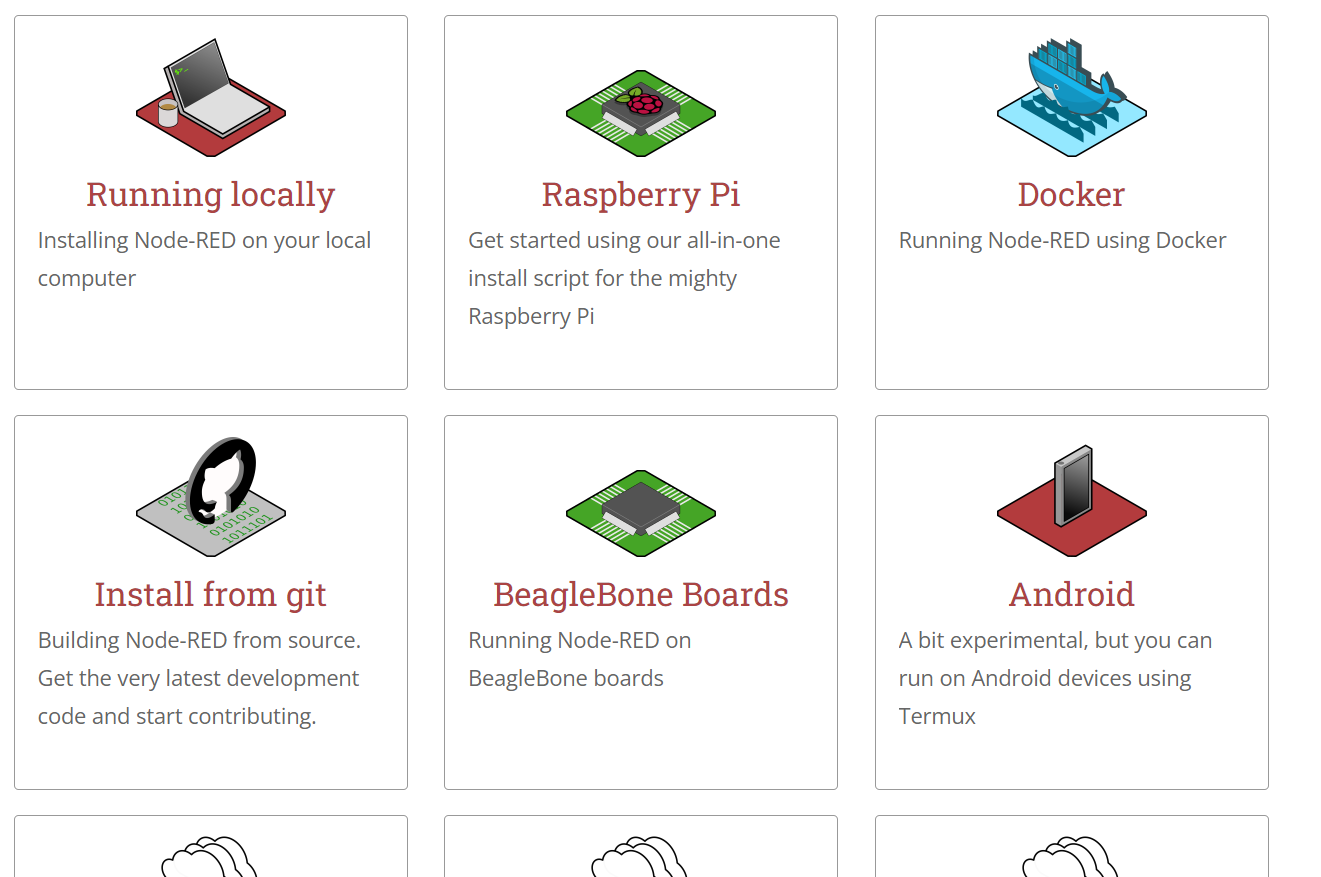 Running locally
Installing Node-RED on your local
computer
Raspberry Pi
Get started using our all-in-one
install script for the mighty
Raspberry Pi
Docker
Running Node-RED using Docker
Install from git
Building Node-RED from source.
Get the very latest development
code and start contributing.
BeagleBone Boards
Running Node-RED on
BeagleBone boards
Android
A bit experimental, but you can
run on Android devices using
Termux